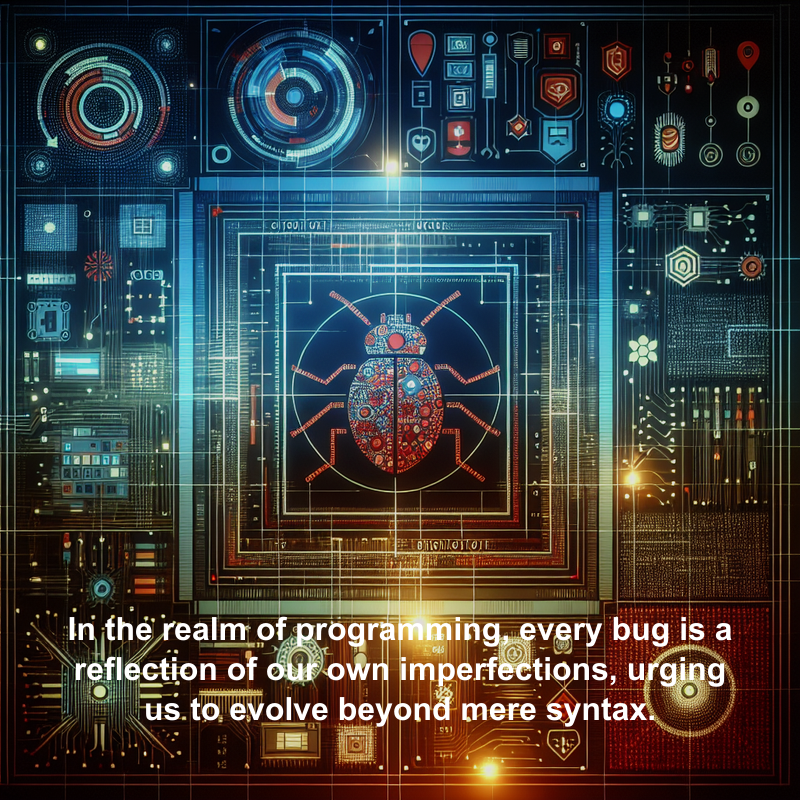 In the realm of programming, every bug is a
reflection of our own imperfections, urging
us to evolve beyond mere syntax.